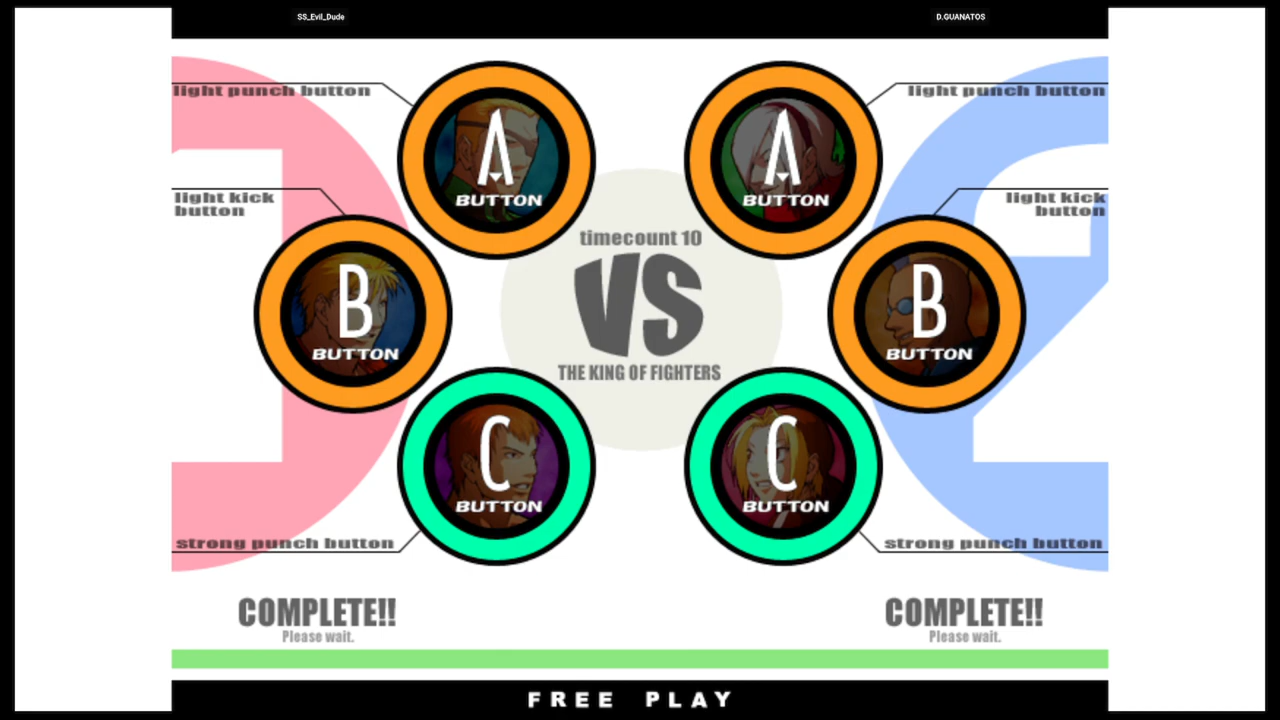 SS_Evil_Dude
D.GUANATOS
light punch button
A
BUTTON
A
BUTTON
light punch button
light kick
button
B
BUTTON
timecount 10
VS
THE KING OF FIGHTERS
light kick
button
B
BUTTON
1
2
C
BUTTON
C
BUTTON
strong punch button
strong punch button
COMPLETE!!
Please wait.
COMPLETE!!
Please wait.
FREE PLAY